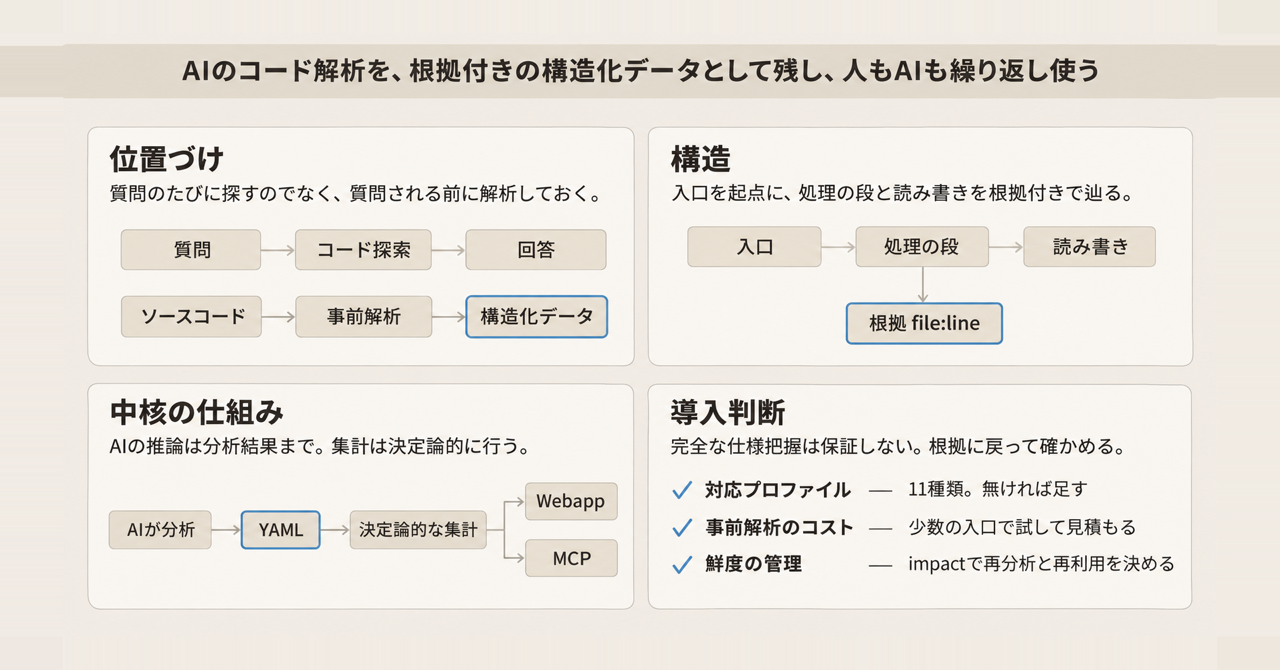 AIのコード解析を、根拠付きの構造化データとして残し、人もAIも繰り返し使う
位置づけ
質問のたびに探すのでなく、質問される前に解析しておく。
質問
コード探索
回答
ソースコード
事前解析
構造化データ
構造
入口を起点に、処理の段と読み書きを根拠付きで辿る。
入口
処理の段
読み書き
根拠 file:line
中核の仕組み
AIの推論は分析結果まで。集計は決定論的に行う。
AIが分析
YAML
決定論的な集計
Webapp
MCP
導入判断
完全な仕様把握は保証しない。根拠に戻って確かめる。
対応プロファイル — 11種類。無ければ足す
事前解析のコスト — 少数の入口で試して見積もる
鮮度の管理 — impactで再分析と再利用を決める